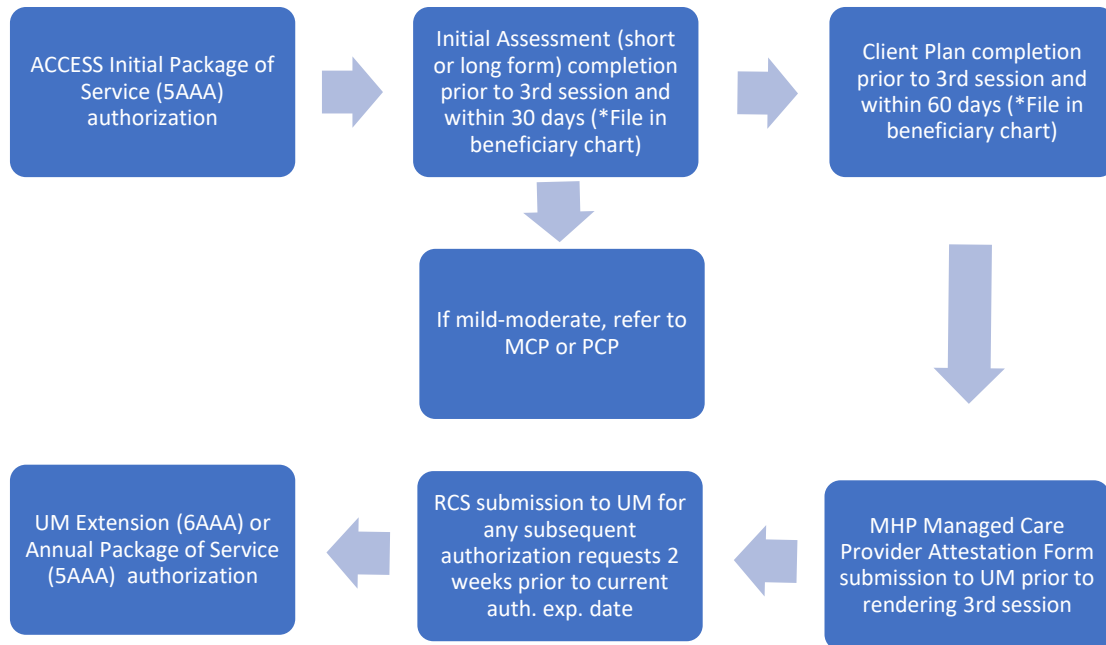 ACCESS Initial Package of
Service (5AAA)
authorization
Initial Assessment (short
or long form) completion
prior to 3rd session and
within 30 days (*File in
beneficiary chart)
Client Plan completion
prior to 3rd session and
within 60 days (*File in
beneficiary chart)
If mild-moderate, refer to
MCP or PCP
MHP Managed Care
Provider Attestation Form
submission to UM prior to
rendering 3rd session
RCS submission to UM for
any subsequent
authorization requests 2
weeks prior to current
auth. exp. date
UM Extension (6AAA) or
Annual Package of Service
(5AAA) authorization